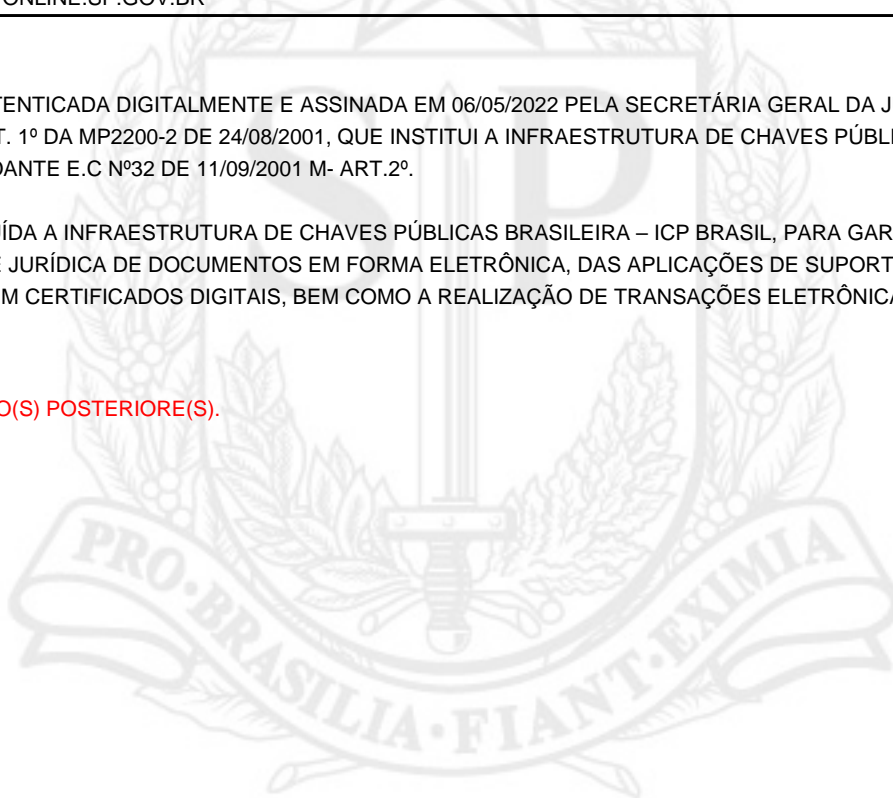 ONLINE.SP.GOV.BR
SP
TENTICADA DIGITALMENTE E ASSINADA EM 06/05/2022 PELA SECRETÁRIA GERAL DA J
T. 1º DA MP2200-2 DE 24/08/2001, QUE INSTITUI A INFRAESTRUTURA DE CHAVES PÚBL
DANTE E.C Nº32 DE 11/09/2001 M- ART.2º.
UÍDA A INFRAESTRUTURA DE CHAVES PÚBLICAS BRASILEIRA – ICP BRASIL, PARA GAR
E JURÍDICA DE DOCUMENTOS EM FORMA ELETRÔNICA, DAS APLICAÇÕES DE SUPORT
M CERTIFICADOS DIGITAIS, BEM COMO A REALIZAÇÃO DE TRANSAÇÕES ELETRÔNICA
O(S) POSTERIORE(S).
PRO·BRASILIA·FIANT·EXIMIA